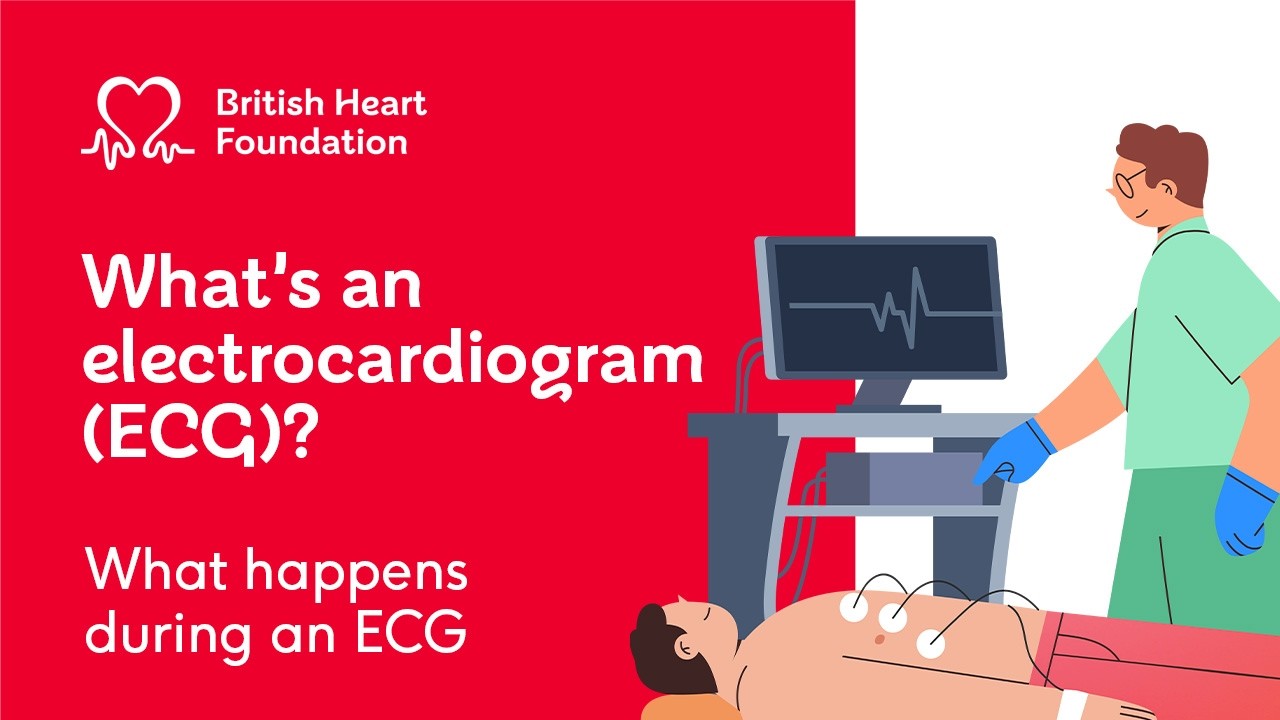 British Heart
Foundation
What's an
electrocardiogram
(ECG)?
What happens
during an ECG